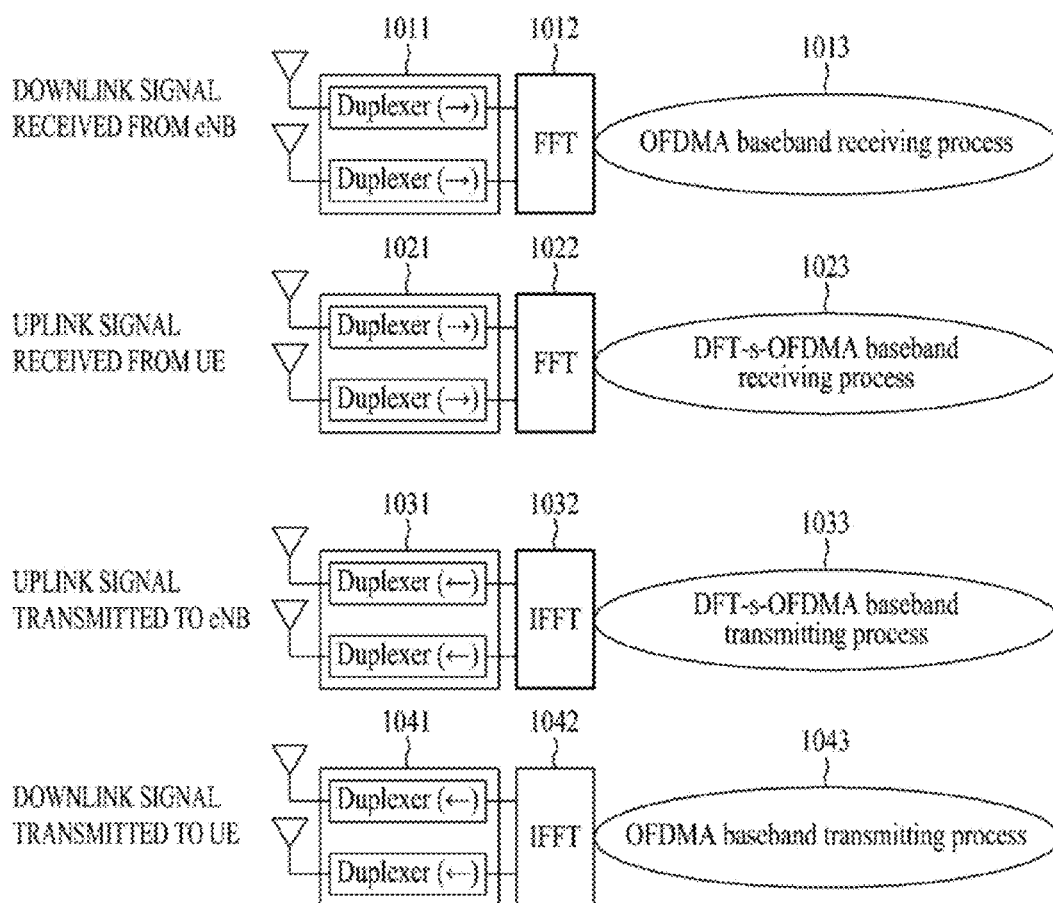 1011
1012
1013
DOWNLINK SIGNAL
RECEIVED FROM eNB
Duplexer (→)
Duplexer (→)
FFT
OFDMA baseband receiving process
1021
1022
1023
UPLINK SIGNAL
RECEIVED FROM UE
Duplexer (→)
Duplexer (→)
FFT
DFT-s-OFDMA baseband
receiving process
1031
1032
1033
UPLINK SIGNAL
TRANSMITTED TO eNB
Duplexer (←)
Duplexer (←)
IFFT
DFT-s-OFDMA baseband
transmitting process
1041
1042
1043
DOWNLINK SIGNAL
TRANSMITTED TO UE
Duplexer (←)
Duplexer (←)
IFFT
OFDMA baseband transmitting process